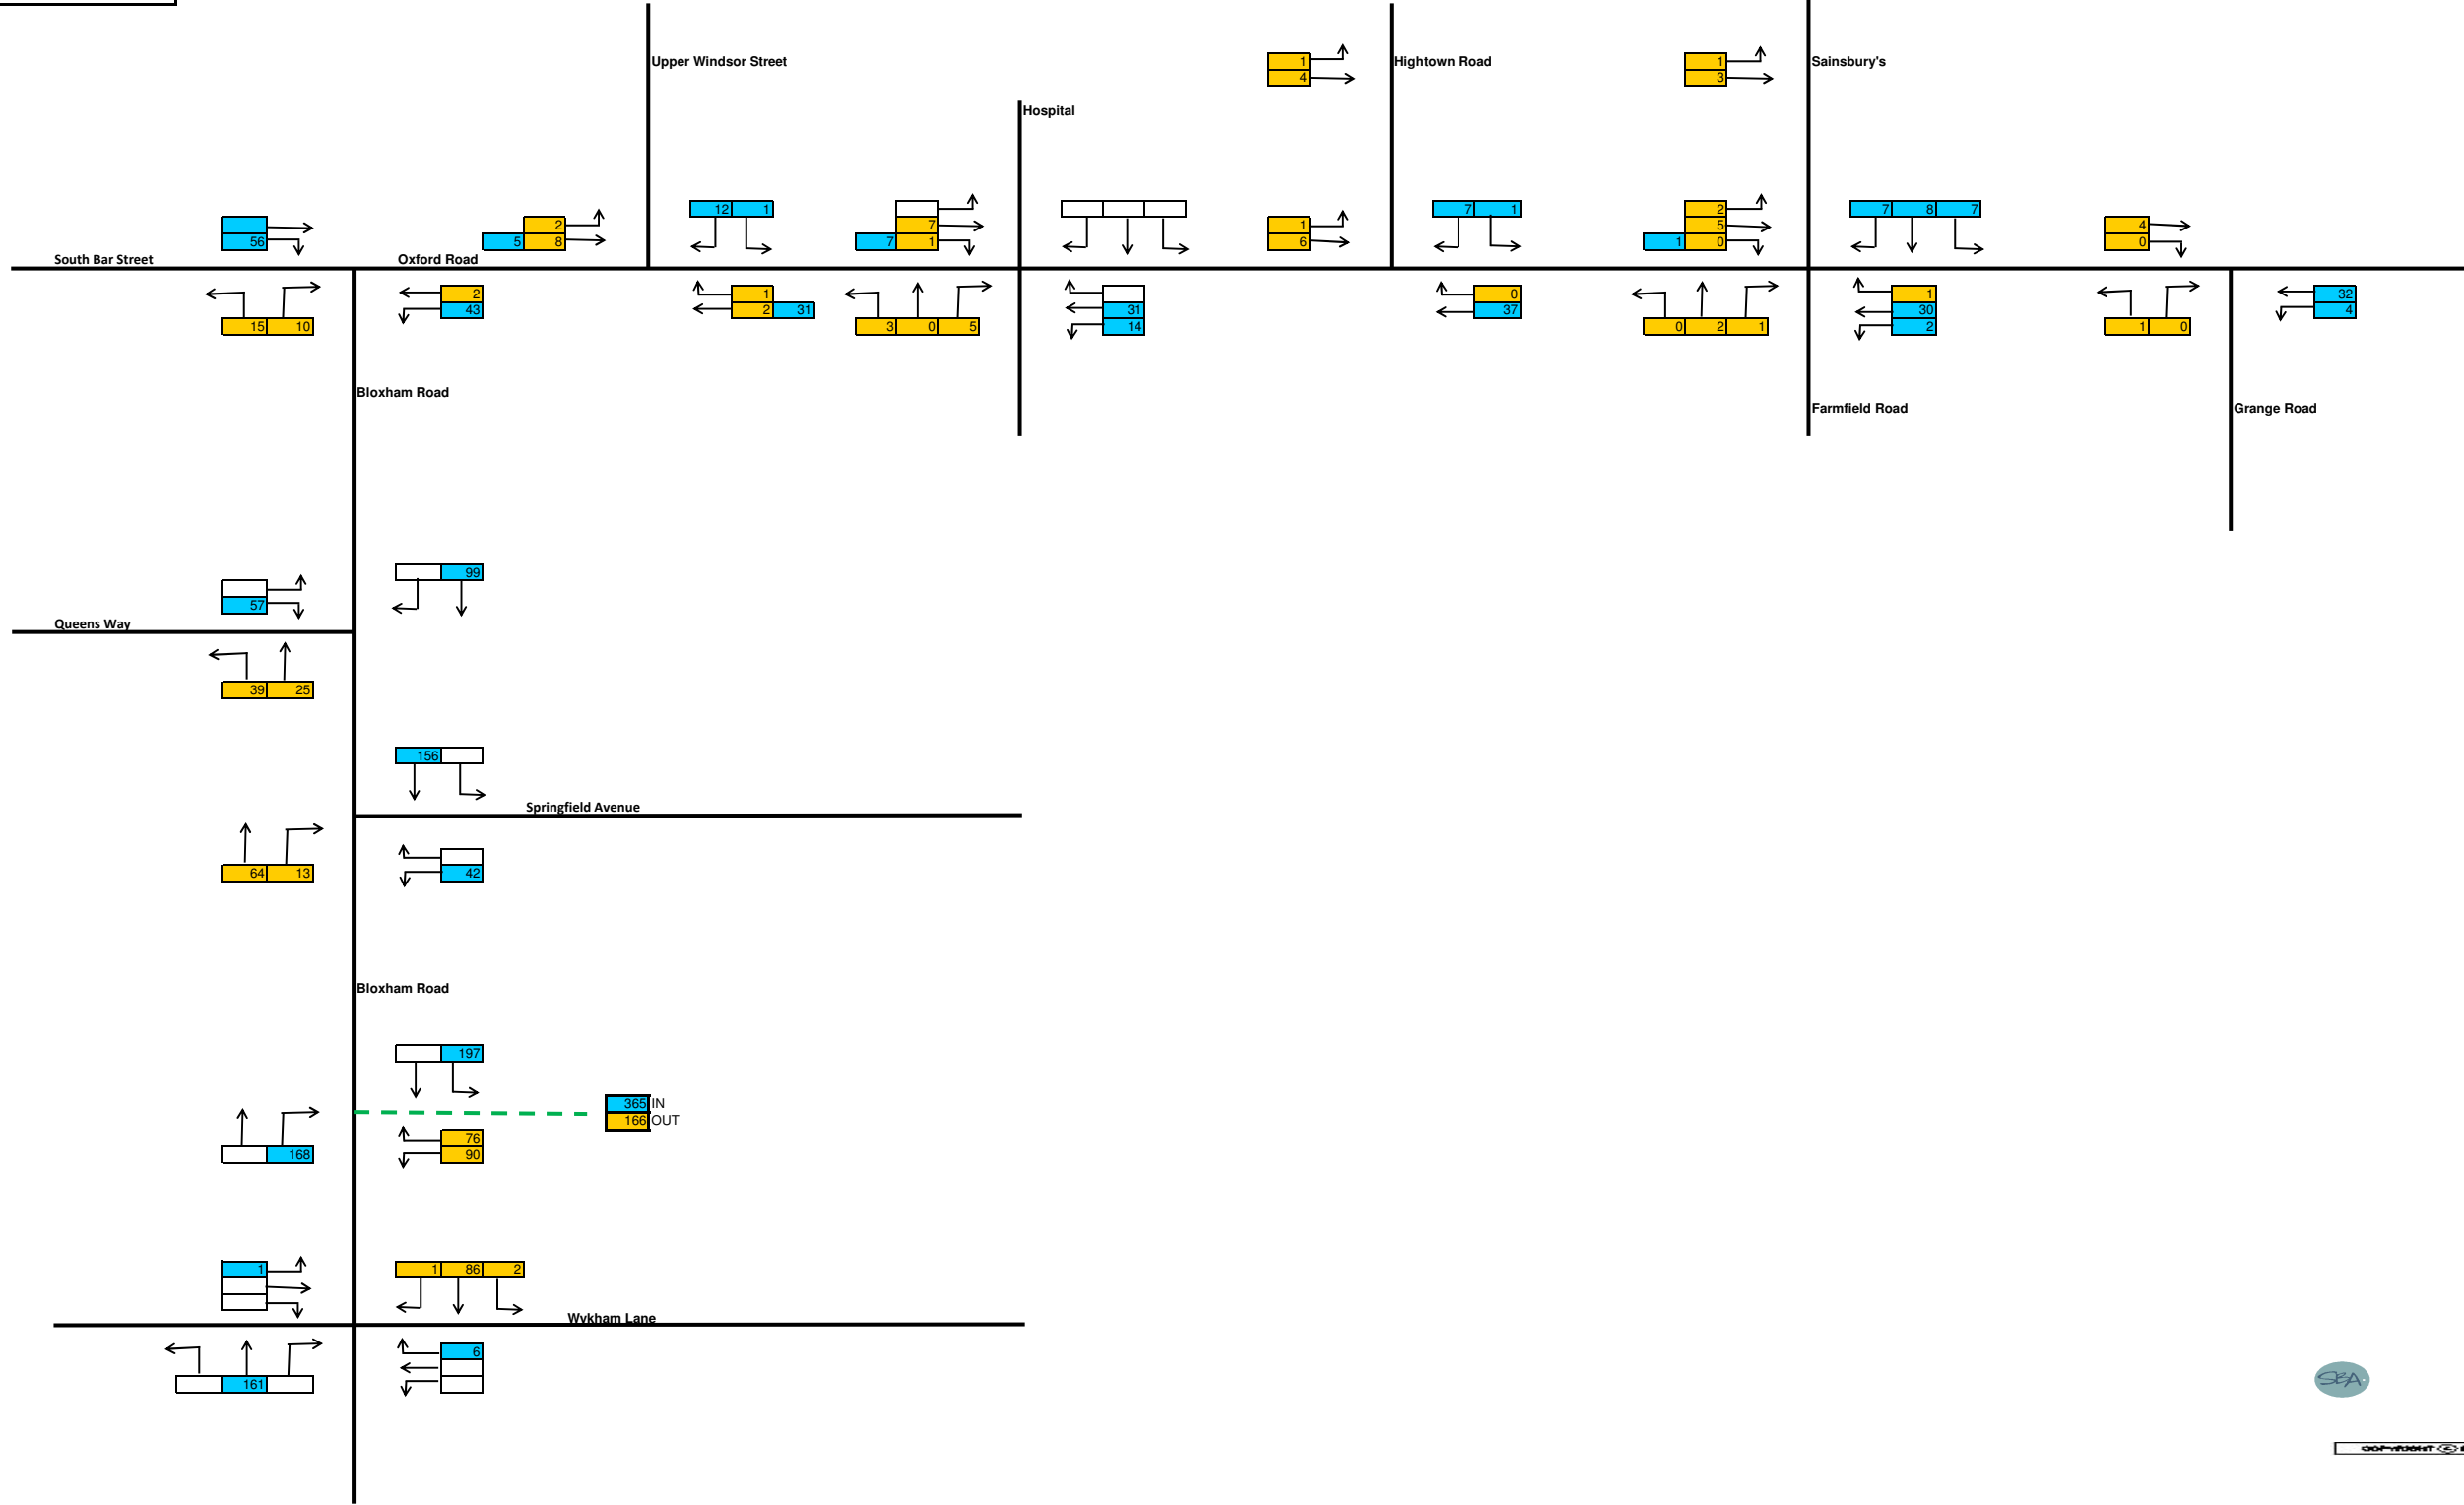 Upper Windsor Street
1
Hightown Road
1
Sainsbury's
4
3
Hospital
12 1
7 1
2
7 8 7
2
7
5
4
56
5 8
7 1
1
6
1 0
0
South Bar Street
Oxford Road
2
1
0
1
32
43
2 31
31
37
30
4
15 10
3 0 5
14
0 2 1
2
1 0
Bloxham Road
Farmfield Road
Grange Road
99
57
Queens Way
39 25
156
Springfield Avenue
64 13
42
Bloxham Road
197
365 IN
166 OUT
76
168
90
1
1 86 2
Wykham Lane
6
161
SBA
COPYRIGHT ©